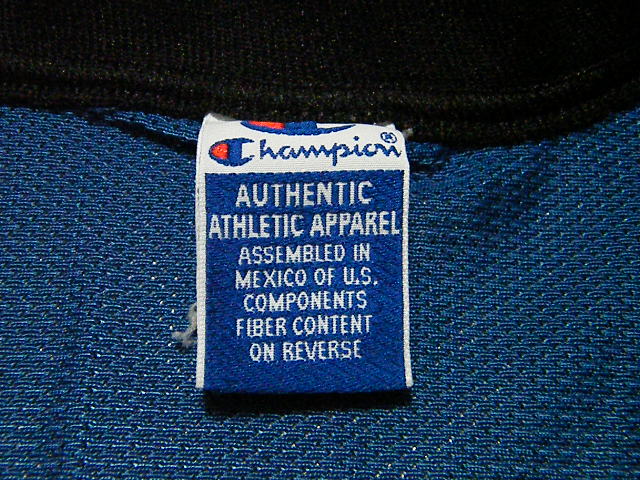 Champion®
AUTHENTIC
ATHLETIC APPAREL
ASSEMBLED IN
MEXICO OF U.S.
COMPONENTS
FIBER CONTENT
ON REVERSE